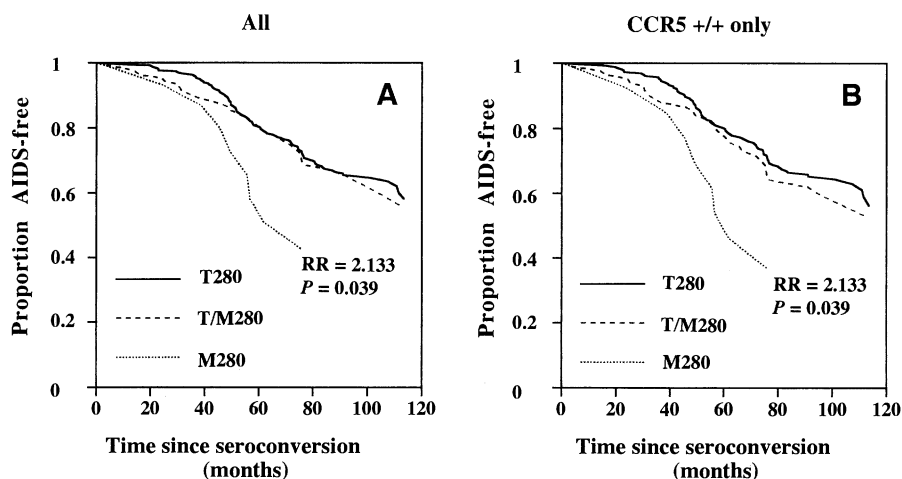 All
A
Proportion AIDS-free
1
0.8
0.6
0.4
0.2
0
RR = 2.133
P = 0.039
T280
T/M280
M280
0 20 40 60 80 100 120
Time since seroconversion
(months)
CCR5 +/+ only
B
Proportion AIDS-free
1
0.8
0.6
0.4
0.2
0
T280
RR = 2.133
P = 0.039
T/M280
M280
0 20 40 60 80 100 120
Time since seroconversion
(months)